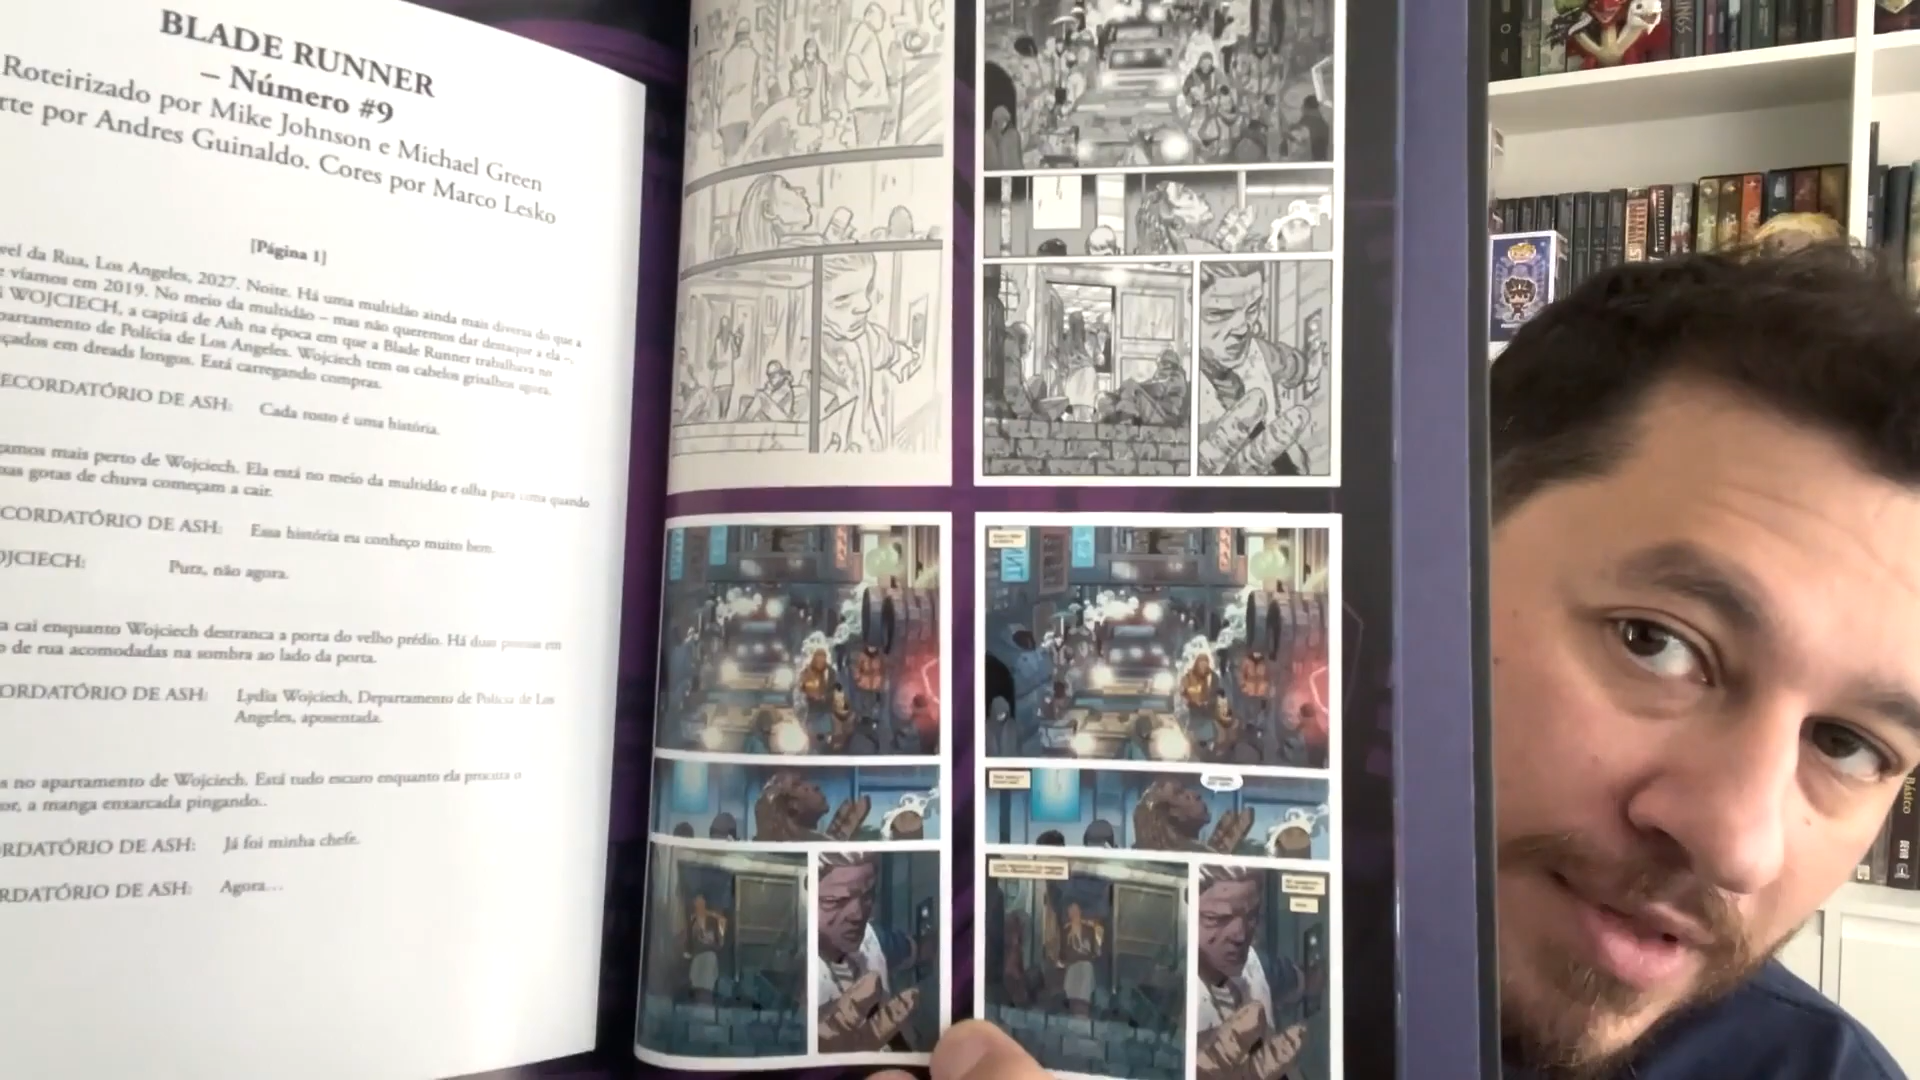 BLADE RUNNER
– Número #9
Roteirizado por Mike Johnson e Michael Green
rte por Andres Guinaldo. Cores por Marco Lesko
[Página 1]
vel da Rua, Los Angeles, 2027. Noite. Há uma multidão ainda mais diversa do que a
e víamos em 2019. No meio da multidão – mas não queremos dar destaque a ela –,
WOJCIECH, a capitã de Ash na época em que a Blade Runner trabalhava no
partamento de Polícia de Los Angeles. Wojciech tem os cabelos grisalhos agora,
çados em dreads longos. Está carregando compras.
ECORDATÓRIO DE ASH: Cada rosto é uma história.
gamos mais perto de Wojciech. Ela está no meio da multidão e olha para cima quando
sas gotas de chuva começam a cair.
CORDATÓRIO DE ASH: Essa história eu conheço muito bem.
OJCIECH: Putz, não agora.
a cai enquanto Wojciech destranca a porta do velho prédio. Há duas pessoas em
o de rua acomodadas na sombra ao lado da porta.
ORDATÓRIO DE ASH: Lydia Wojciech, Departamento de Polícia de Los
Angeles, aposentada.
s no apartamento de Wojciech. Está tudo escuro enquanto ela procura o
or, a manga encharcada pingando..
RDATÓRIO DE ASH: Já foi minha chefe.
RDATÓRIO DE ASH: Agora…
1
Básico